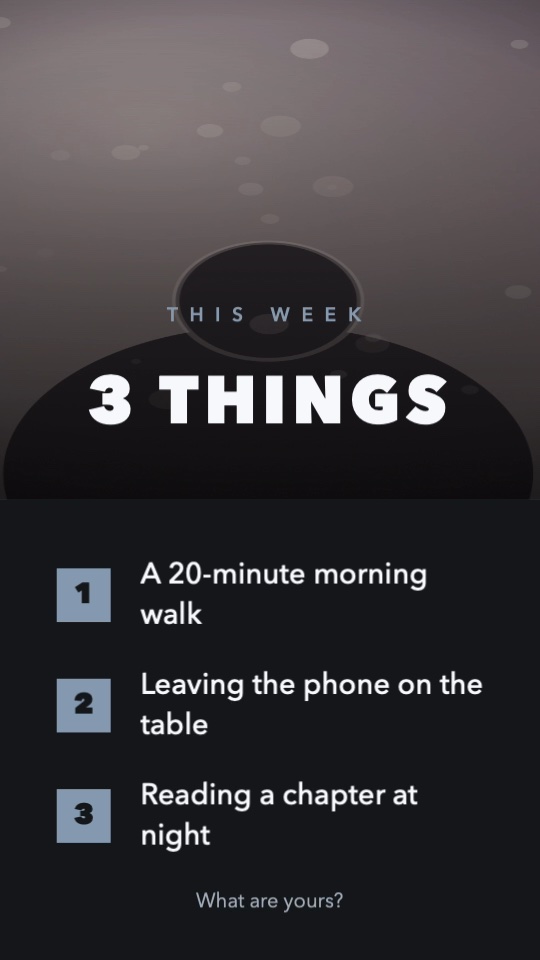 THIS WEEK
3 THINGS
1
A 20-minute morning
walk
2
Leaving the phone on the
table
3
Reading a chapter at
night
What are yours?